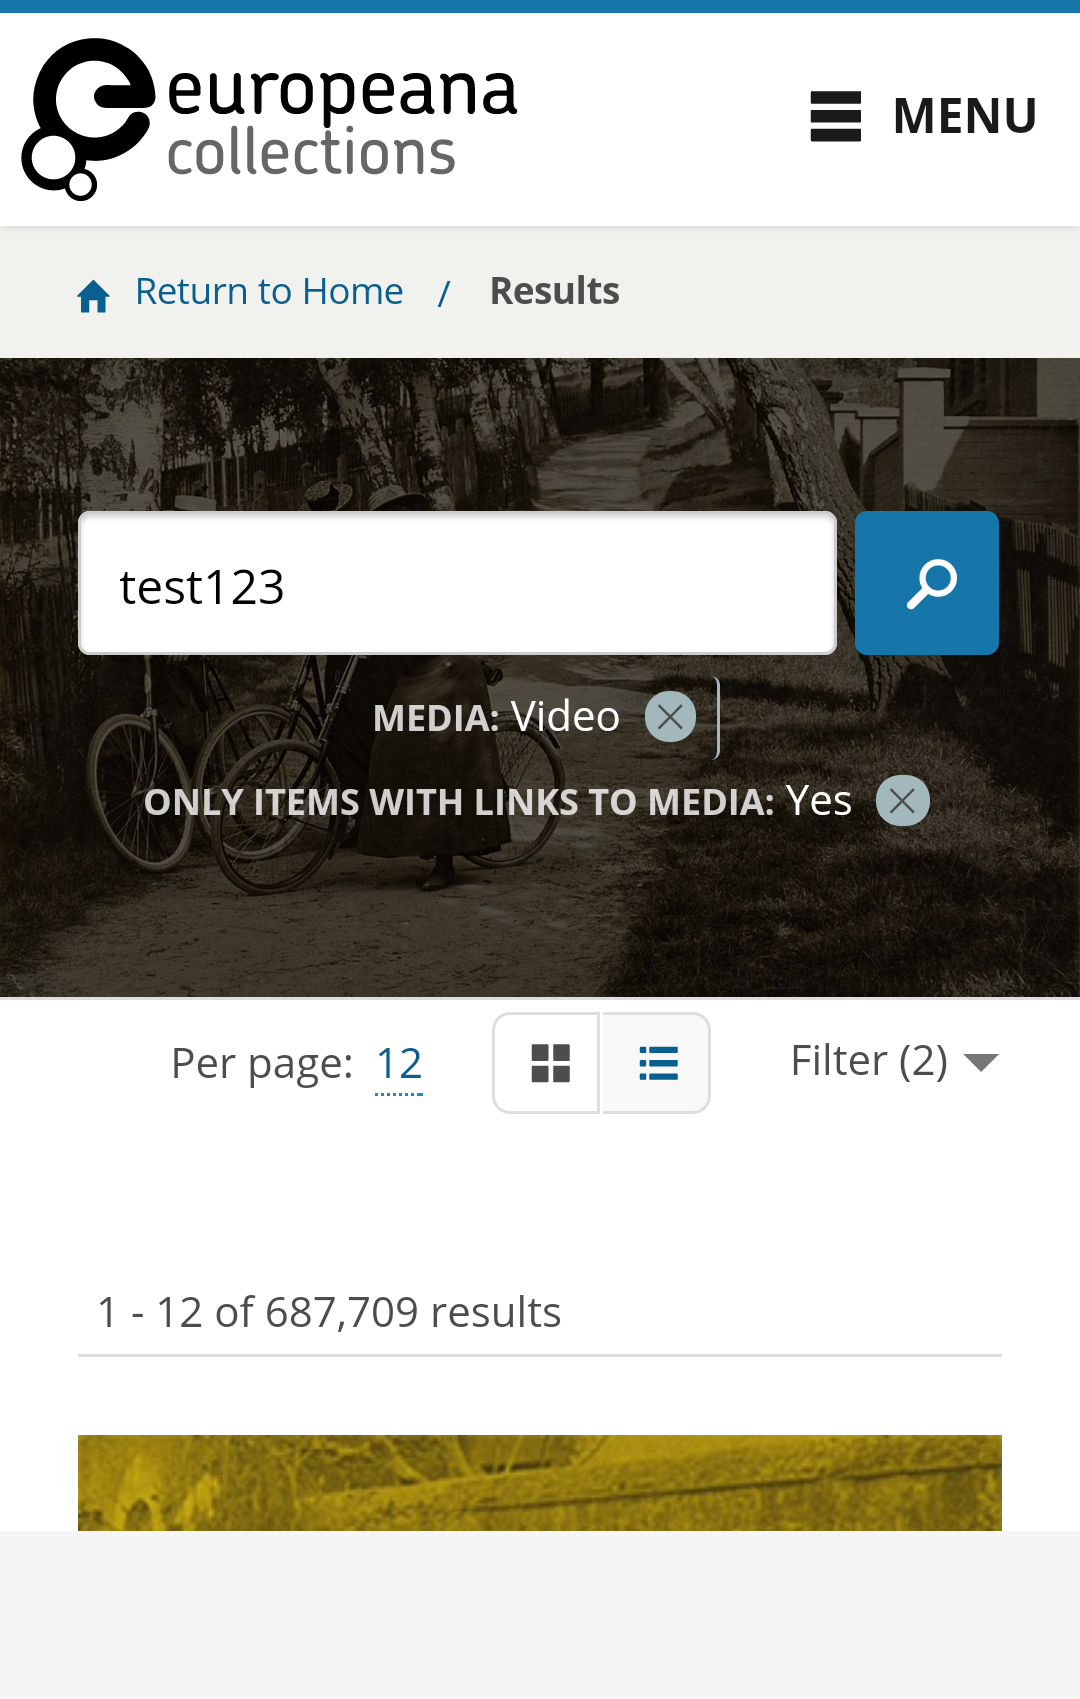 europeana
collections
MENU
Return to Home / Results
test123
MEDIA: Video
ONLY ITEMS WITH LINKS TO MEDIA: Yes
Per page: 12
Filter (2)
1 - 12 of 687,709 results